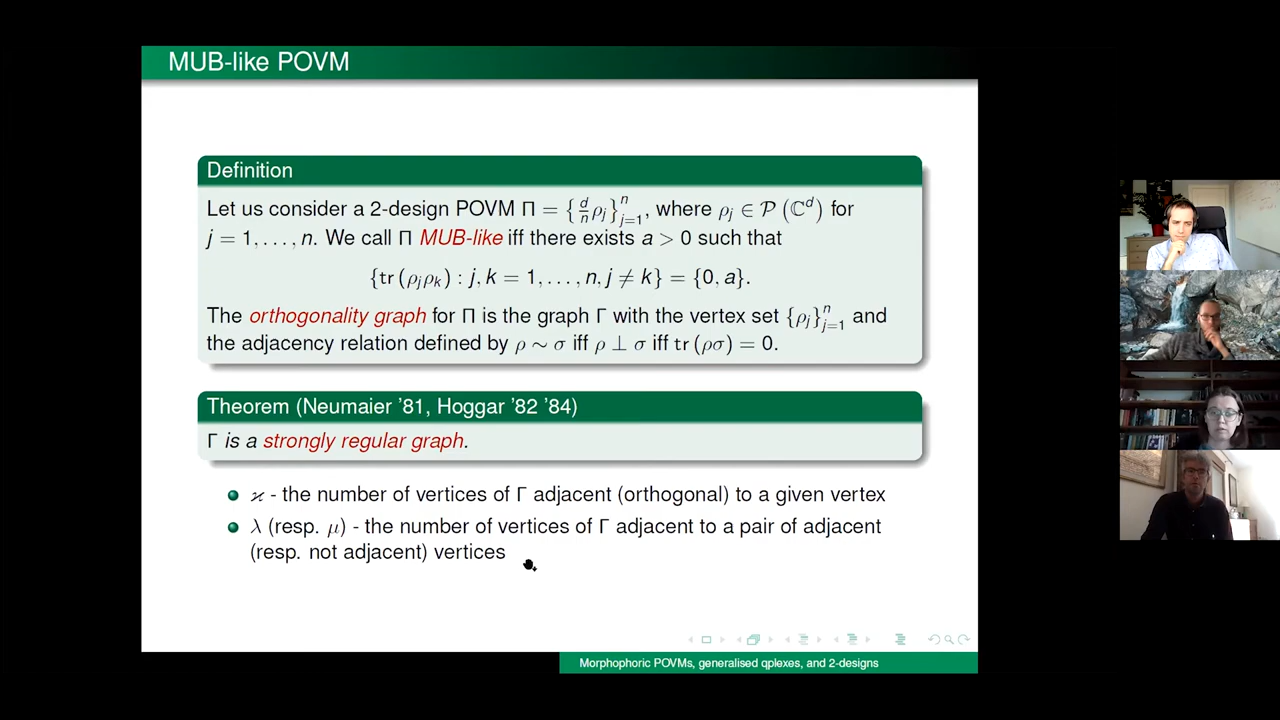 MUB-like POVM
Definition
Let us consider a 2-design POVM Π = {d/n ρ_j}_{j=1}^n, where ρ_j ∈ P(ℂ^d) for
j = 1, . . . , n. We call Π MUB-like iff there exists a > 0 such that
{tr (ρ_jρ_k) : j, k = 1, . . . , n, j ≠ k} = {0, a}.
The orthogonality graph for Π is the graph Γ with the vertex set {ρ_j}_{j=1}^n and
the adjacency relation defined by ρ ∼ σ iff ρ ⊥ σ iff tr (ρσ) = 0.
Theorem (Neumaier '81, Hoggar '82 '84)
Γ is a strongly regular graph.
ϰ - the number of vertices of Γ adjacent (orthogonal) to a given vertex
λ (resp. μ) - the number of vertices of Γ adjacent to a pair of adjacent
(resp. not adjacent) vertices
Morphophoric POVMs, generalised qplexes, and 2-designs